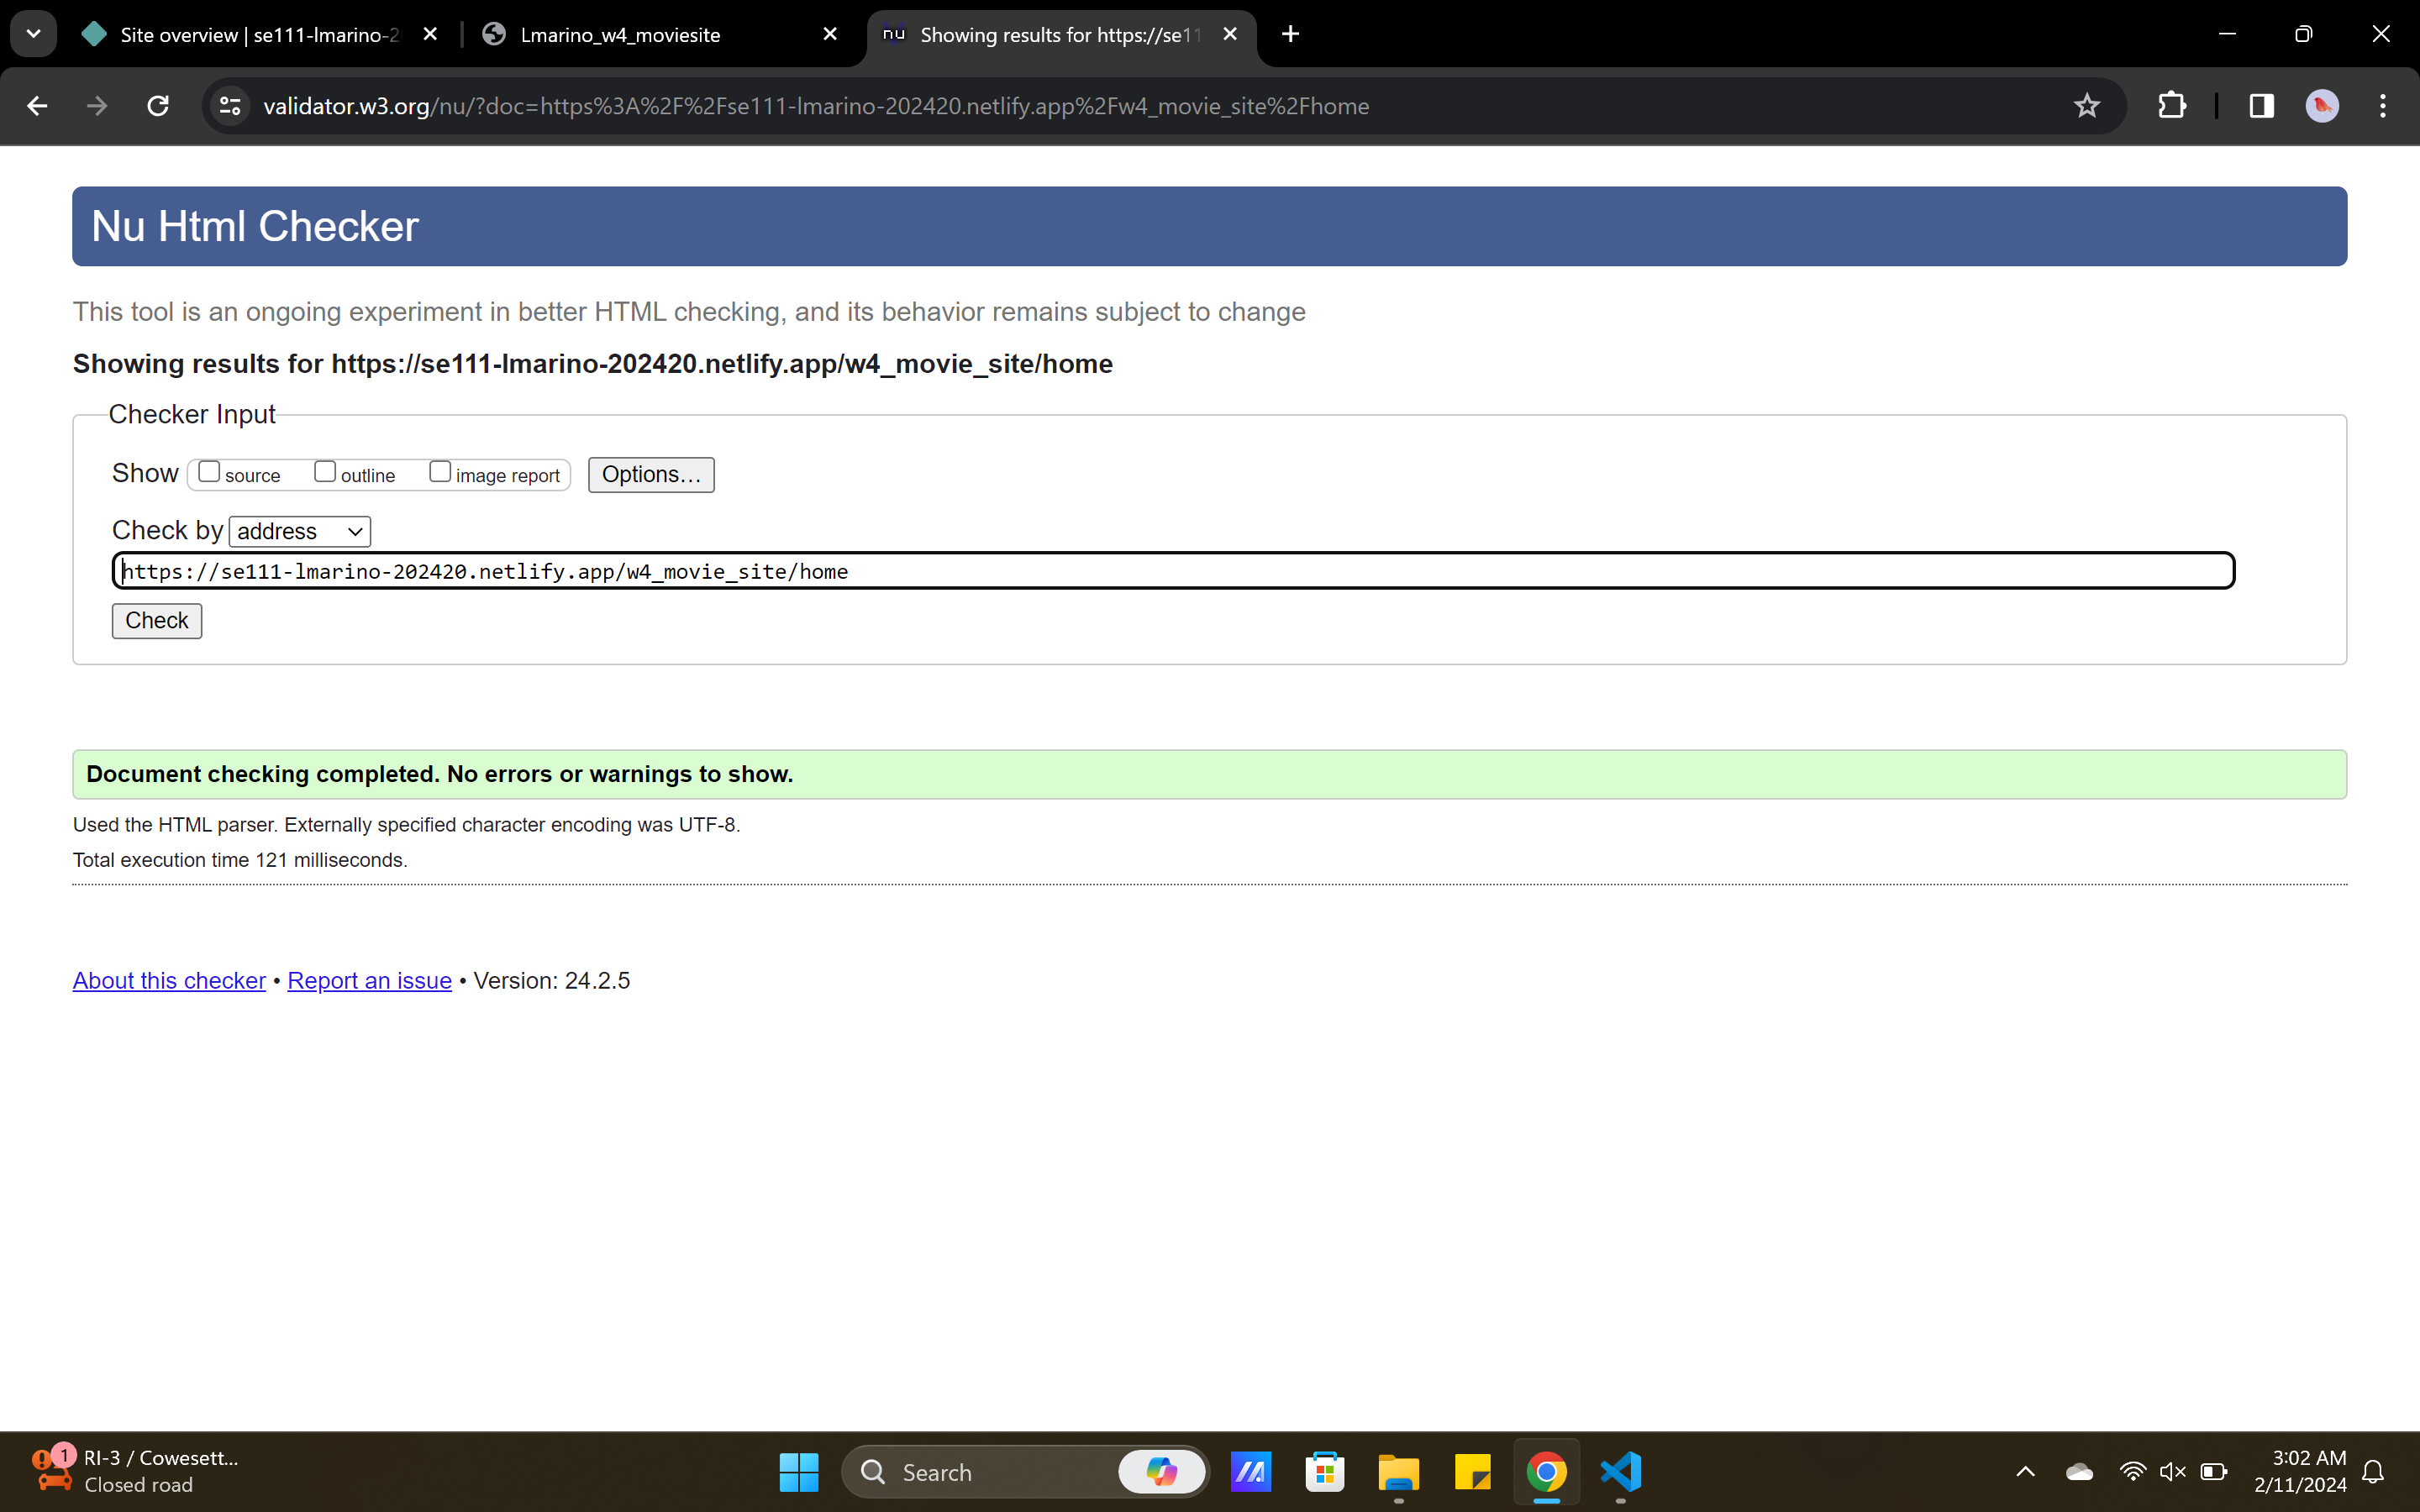 Site overview | se111-lmarino-2
Lmarino_w4_moviesite
nu Showing results for https://se11
validator.w3.org/nu/?doc=https%3A%2F%2Fse111-lmarino-202420.netlify.app%2Fw4_movie_site%2Fhome
Nu Html Checker
This tool is an ongoing experiment in better HTML checking, and its behavior remains subject to change
Showing results for https://se111-lmarino-202420.netlify.app/w4_movie_site/home
Checker Input
Show source outline image report Options...
Check by address
https://se111-lmarino-202420.netlify.app/w4_movie_site/home
Check
Document checking completed. No errors or warnings to show.
Used the HTML parser. Externally specified character encoding was UTF-8.
Total execution time 121 milliseconds.
About this checker • Report an issue • Version: 24.2.5
1 RI-3 / Cowesett...
Closed road
Search
3:02 AM
2/11/2024